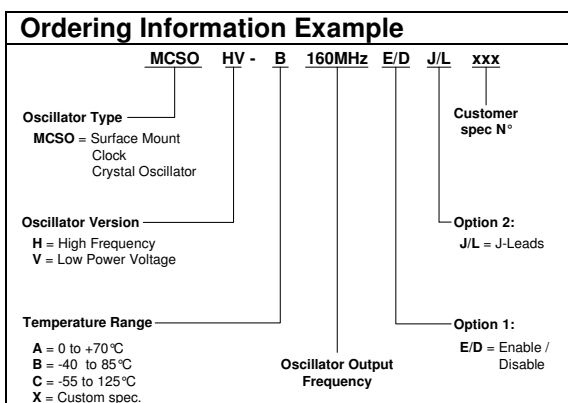 Ordering Information Example
MCSO HV - B 160MHz E/D J/L xxx
Oscillator Type
MCSO = Surface Mount
Clock
Crystal Oscillator
Customer
spec N°
Oscillator Version
H = High Frequency
V = Low Power Voltage
Option 2:
J/L = J-Leads
Temperature Range
A = 0 to +70°C
B = -40 to 85°C
C = -55 to 125°C
X = Custom spec.
Oscillator Output
Frequency
Option 1:
E/D = Enable /
Disable